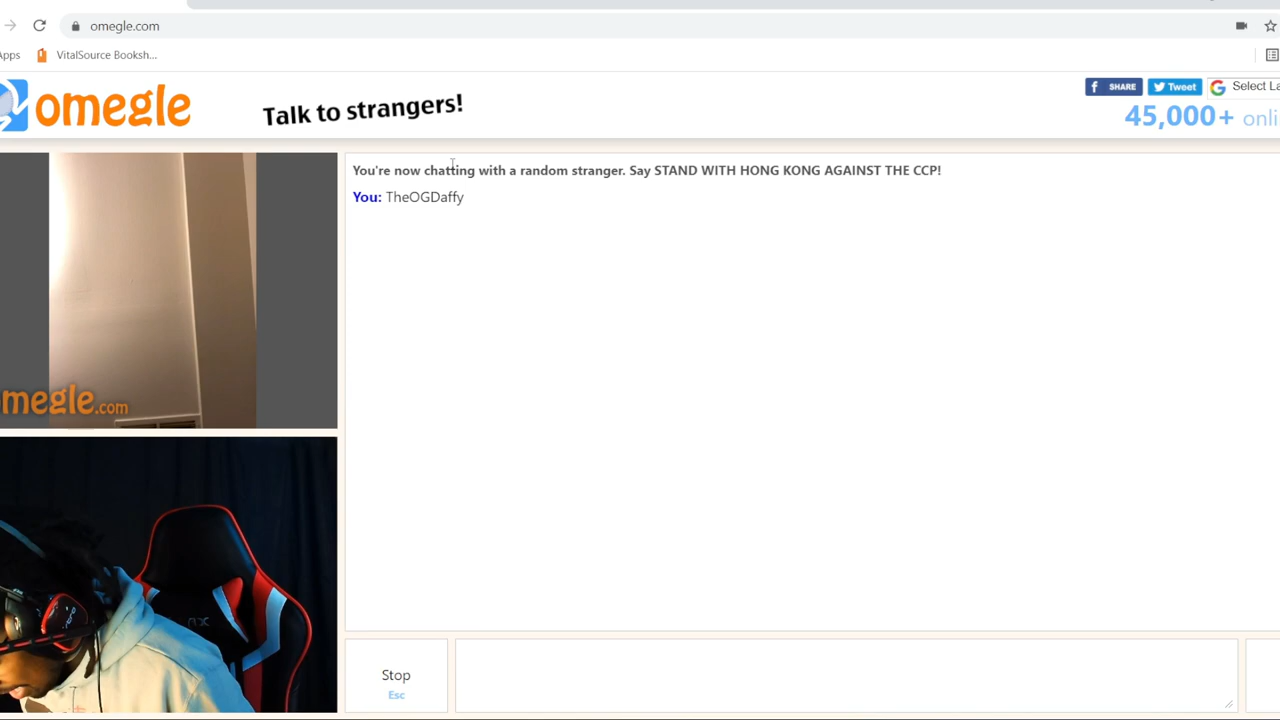 omegle.com
Apps
VitalSource Booksh...
omegle
Talk to strangers!
f SHARE
Tweet
G Select La
45,000+ onli
You're now chatting with a random stranger. Say STAND WITH HONG KONG AGAINST THE CCP!
You: TheOGDaffy
omegle.com
Stop
Esc